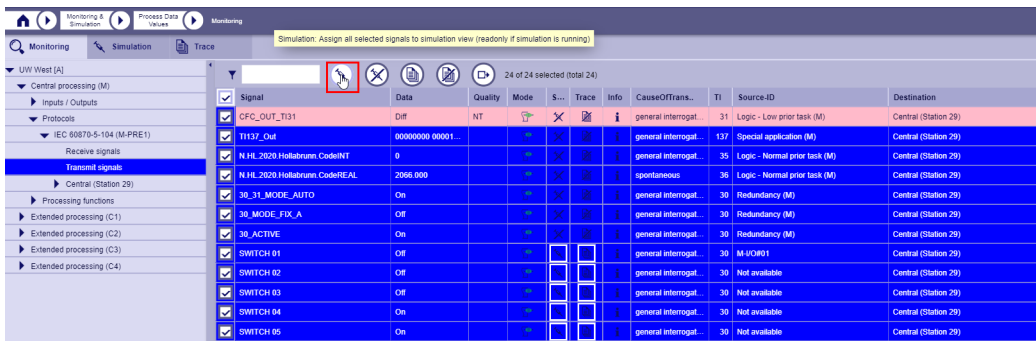 Monitoring & Simulation
Process Data Values
Monitoring
Simulation: Assign all selected signals to simulation view (readonly if simulation is running)
Monitoring Simulation Trace
24 of 24 selected (total 24)
UW West [A]
Central processing (M)
Inputs / Outputs
Protocols
IEC 60870-5-104 (M-PRE1)
Receive signals
Transmit signals
Central (Station 29)
Processing functions
Extended processing (C1)
Extended processing (C2)
Extended processing (C3)
Extended processing (C4)
Signal Data Quality Mode S... Trace Info CauseOfTrans.. TI Source-ID Destination
CFC_OUT_TI31 Diff NT general interrogat... 31 Logic - Low prior task (M) Central (Station 29)
TI137_Out 00000000 00001... general interrogat... 137 Special application (M) Central (Station 29)
N.HL.2020.Hollabrunn.CodeINT 0 general interrogat... 35 Logic - Normal prior task (M) Central (Station 29)
N.HL.2020.Hollabrunn.CodeREAL 2066.000 spontaneous 36 Logic - Normal prior task (M) Central (Station 29)
30_31_MODE_AUTO On general interrogat... 30 Redundancy (M) Central (Station 29)
30_MODE_FIX_A Off general interrogat... 30 Redundancy (M) Central (Station 29)
30_ACTIVE On general interrogat... 30 Redundancy (M) Central (Station 29)
SWITCH 01 Off general interrogat... 30 M-I/O#01 Central (Station 29)
SWITCH 02 Off general interrogat... 30 Not available Central (Station 29)
SWITCH 03 Off general interrogat... 30 Not available Central (Station 29)
SWITCH 04 On general interrogat... 30 Not available Central (Station 29)
SWITCH 05 On general interrogat... 30 Not available Central (Station 29)